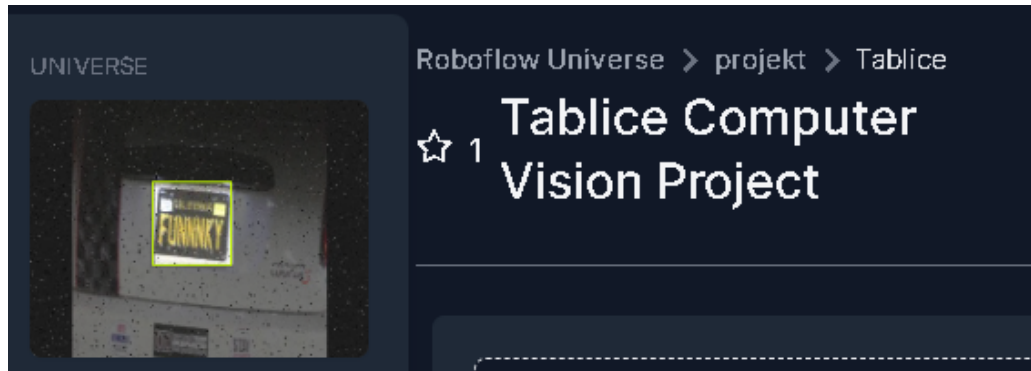 UNIVERSE
Roboflow Universe > projekt > Tablice
1
Tablice Computer
Vision Project
FUNNNKY